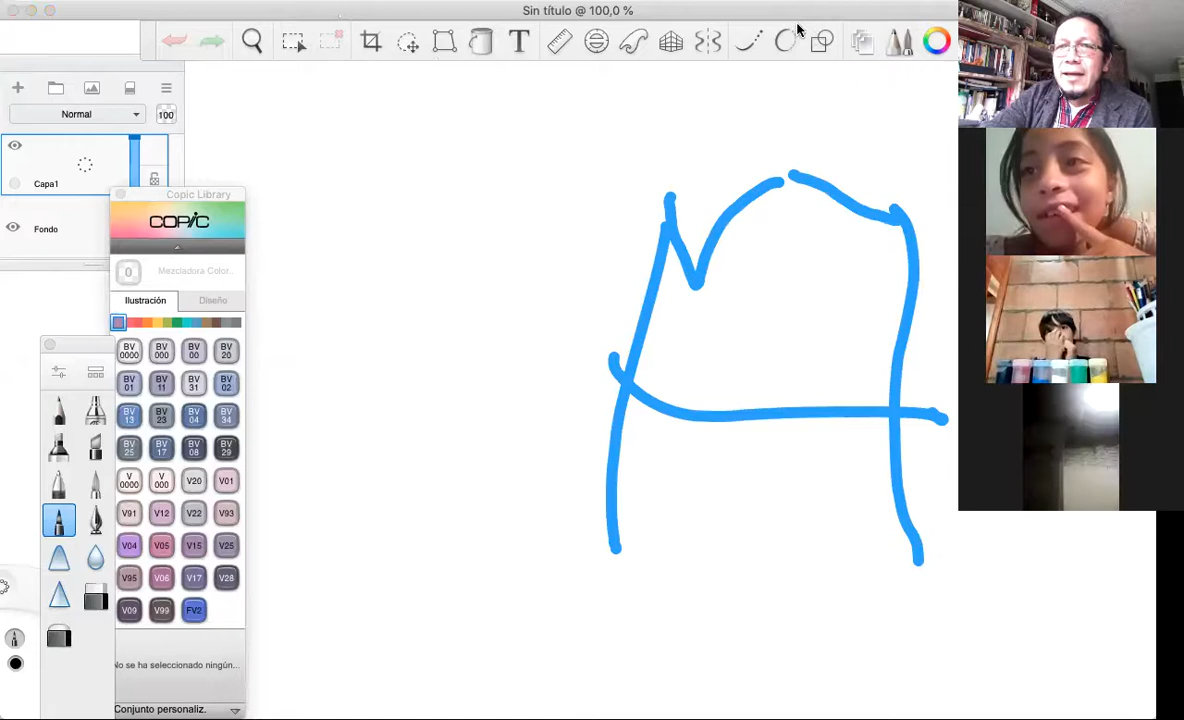 Sin título @ 100,0 %
T
Normal
100
Capa1
Fondo
Copic Library
COPIC
0
Mezcladora Color..
Ilustración
Diseño
BV 0000
BV 000
BV 00
BV 20
BV 01
BV 11
BV 31
BV 02
BV 13
BV 23
BV 04
BV 34
BV 25
BV 17
BV 08
BV 29
V 0000
V 000
V20
V01
V91
V12
V22
V93
V04
V05
V15
V25
V95
V06
V17
V28
V09
V99
FV2
No se ha seleccionado ningún...
Conjunto personaliz.